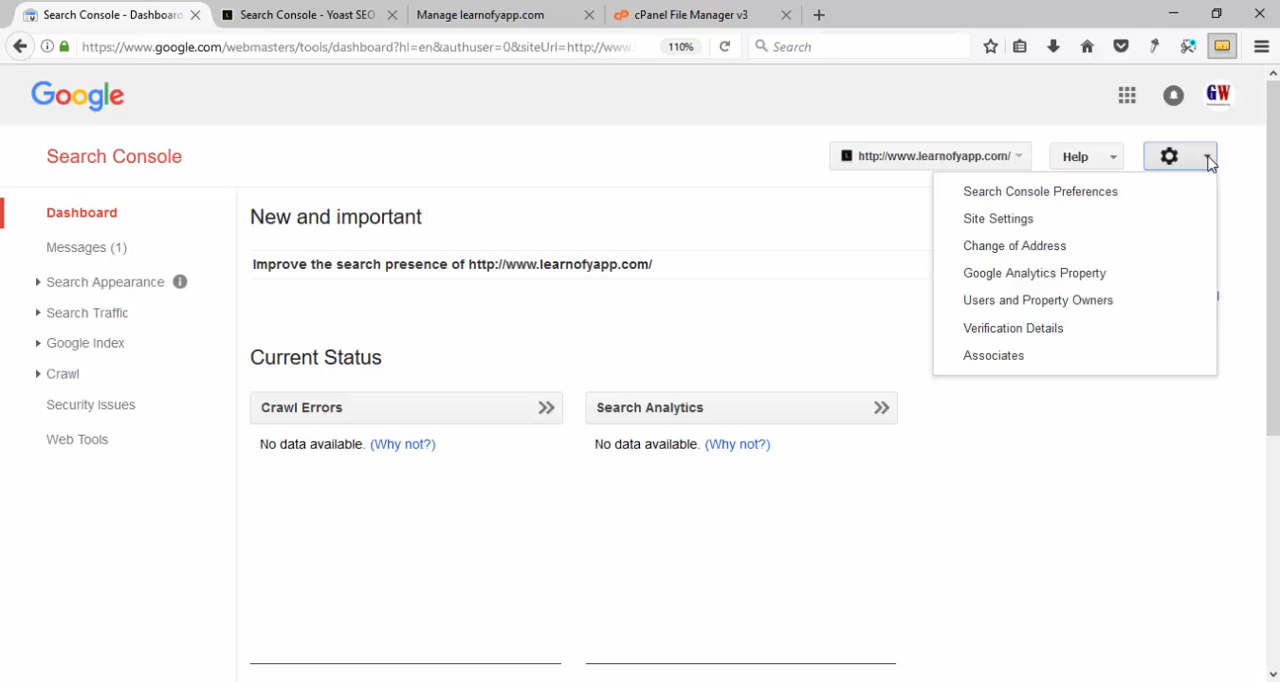 Search Console - Dashboard
Search Console - Yoast SEO
Manage learnofyapp.com
cPanel File Manager v3
https://www.google.com/webmasters/tools/dashboard?hl=en&authuser=0&siteUrl=http://www.
110%
Search
Google
GW
Search Console
http://www.learnofyapp.com/
Help
Search Console Preferences
Site Settings
Change of Address
Google Analytics Property
Users and Property Owners
Verification Details
Associates
Dashboard
Messages (1)
Search Appearance
Search Traffic
Google Index
Crawl
Security Issues
Web Tools
New and important
Improve the search presence of http://www.learnofyapp.com/
Current Status
Crawl Errors
Search Analytics
No data available. (Why not?)
No data available. (Why not?)